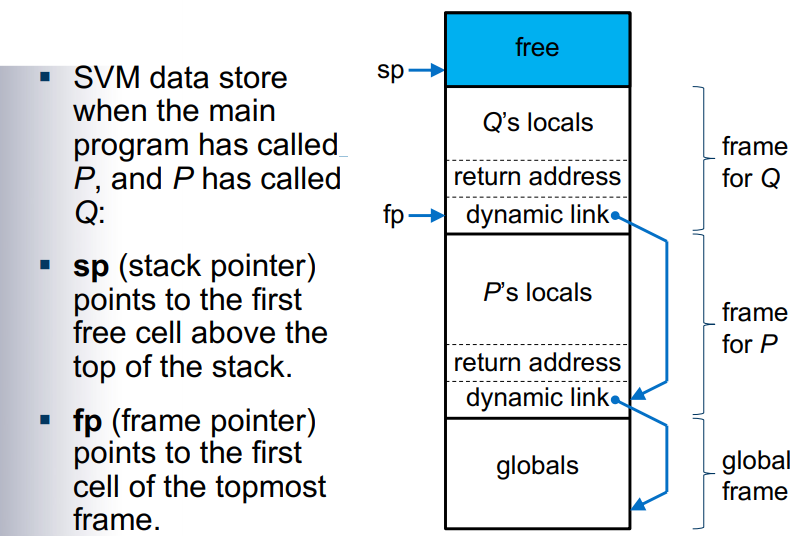 ▪ SVM data store
when the main
program has called
P, and P has called
Q:
▪ sp (stack pointer)
points to the first
free cell above the
top of the stack.
▪ fp (frame pointer)
points to the first
cell of the topmost
frame.
free
sp
Q’s locals
return address
fp
dynamic link
frame
for Q
P’s locals
return address
dynamic link
frame
for P
globals
global
frame